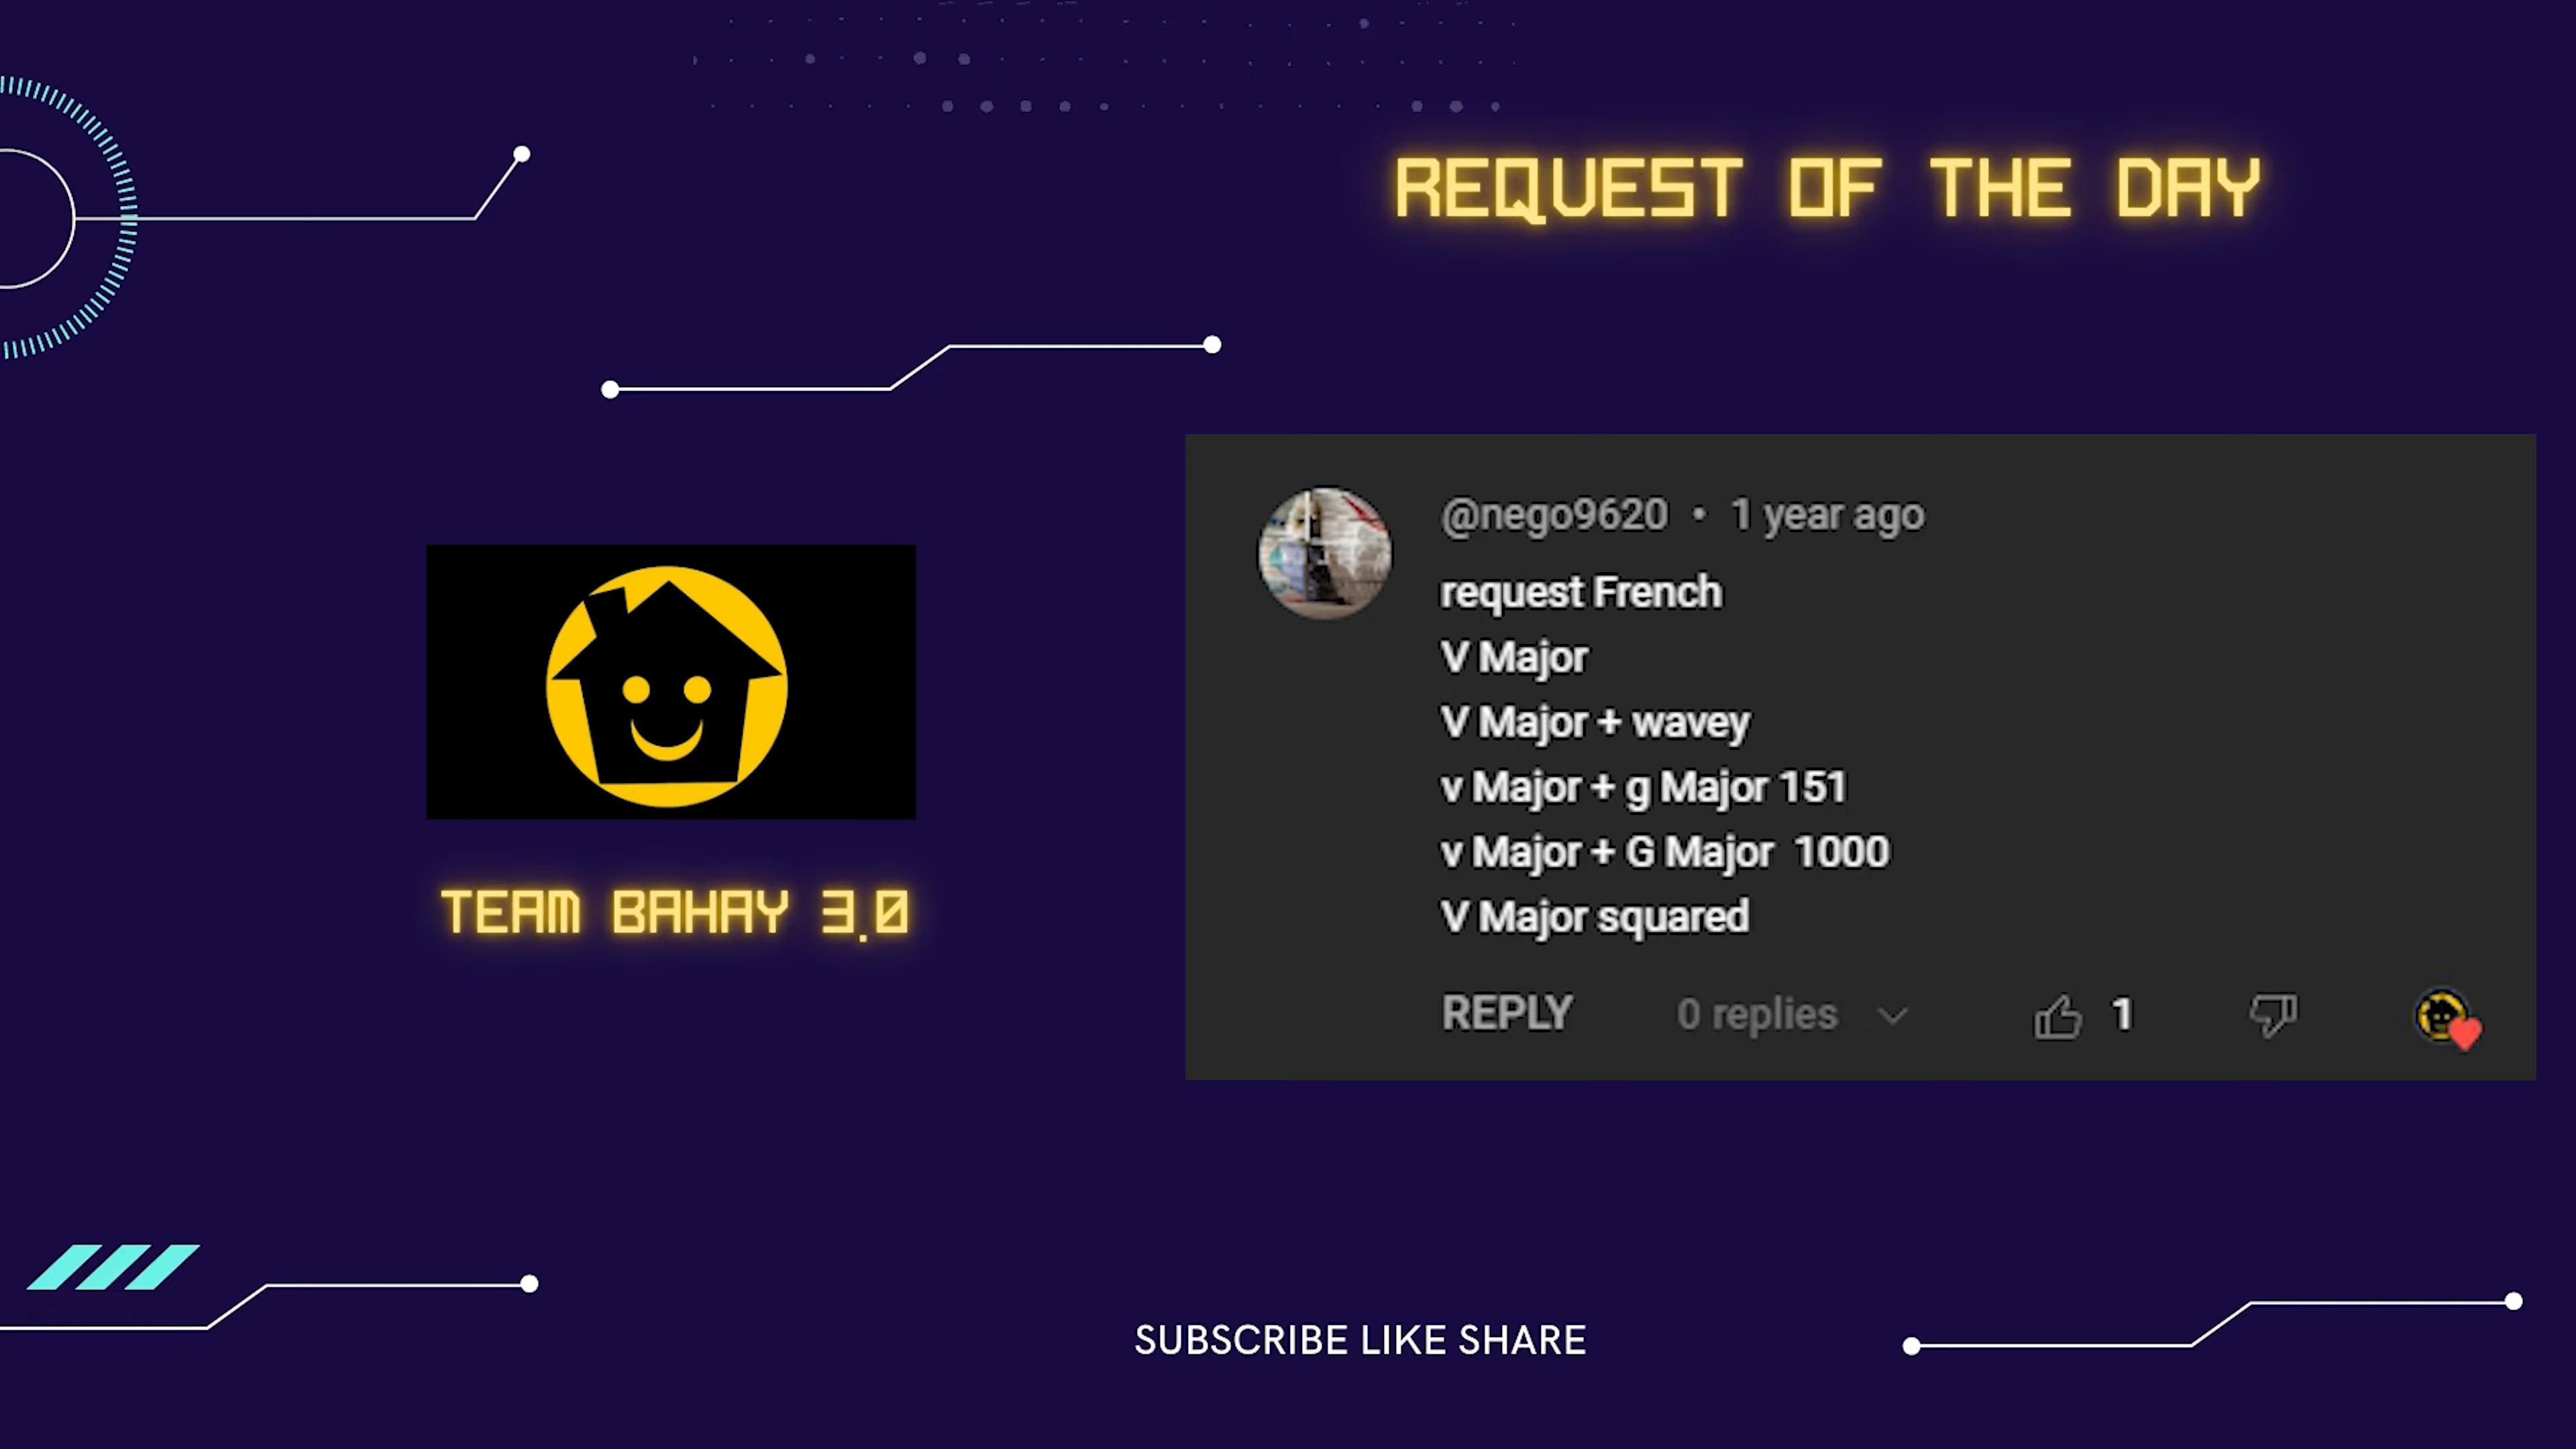 REQUEST OF THE DAY
@nego9620 • 1 year ago
request French
V Major
V Major + wavey
v Major + g Major 151
v Major + G Major 1000
V Major squared
REPLY 0 replies 1
TEAM BAHAY 3.0
SUBSCRIBE LIKE SHARE